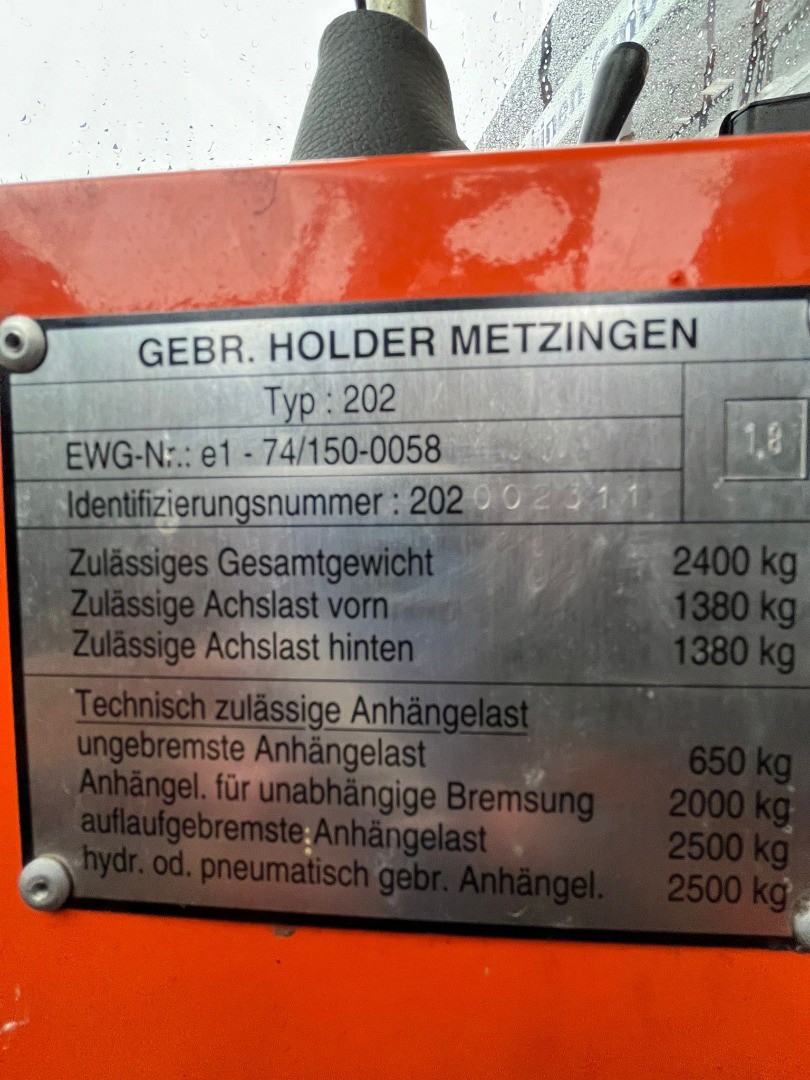 GEBR. HOLDER METZINGEN
Typ : 202
EWG-Nr.: e1 - 74/150-0058
1.8
Identifizierungsnummer : 202 002311
Zulässiges Gesamtgewicht 2400 kg
Zulässige Achslast vorn 1380 kg
Zulässige Achslast hinten 1380 kg
Technisch zulässige Anhängelast
ungebremste Anhängelast 650 kg
Anhängel. für unabhängige Bremsung 2000 kg
auflaufgebremste Anhängelast 2500 kg
hydr. od. pneumatisch gebr. Anhängel. 2500 kg